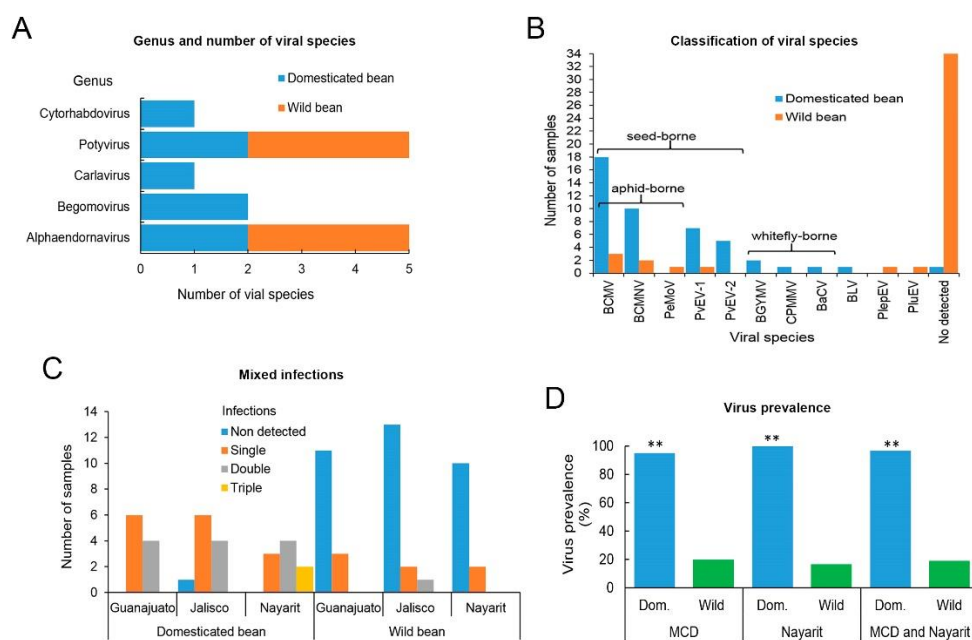 A
Genus and number of viral species
Genus
Domesticated bean
Wild bean
Cytorhabdovirus
Potyvirus
Carlavirus
Begomovirus
Alphaendornavirus
0 1 2 3 4 5
Number of vial species
B
Classification of viral species
Domesticated bean
Wild bean
Number of samples
34
32
30
28
26
24
22
20
18
16
14
12
10
8
6
4
2
0
seed-borne
aphid-borne
whitefly-borne
BCMV
BCMNV
PeMoV
PvEV-1
PvEV-2
BGYMV
CPMMV
BaCV
BLV
PlepEV
PluEV
No detected
Viral species
C
Mixed infections
Infections
Non detected
Single
Double
Triple
Number of samples
14
12
10
8
6
4
2
0
Guanajuato Jalisco Nayarit Guanajuato Jalisco Nayarit
Domesticated bean Wild bean
D
Virus prevalence
Virus prevalence
(%)
100
80
60
40
20
0
** ** **
Dom. Wild Dom. Wild Dom. Wild
MCD Nayarit MCD and Nayarit